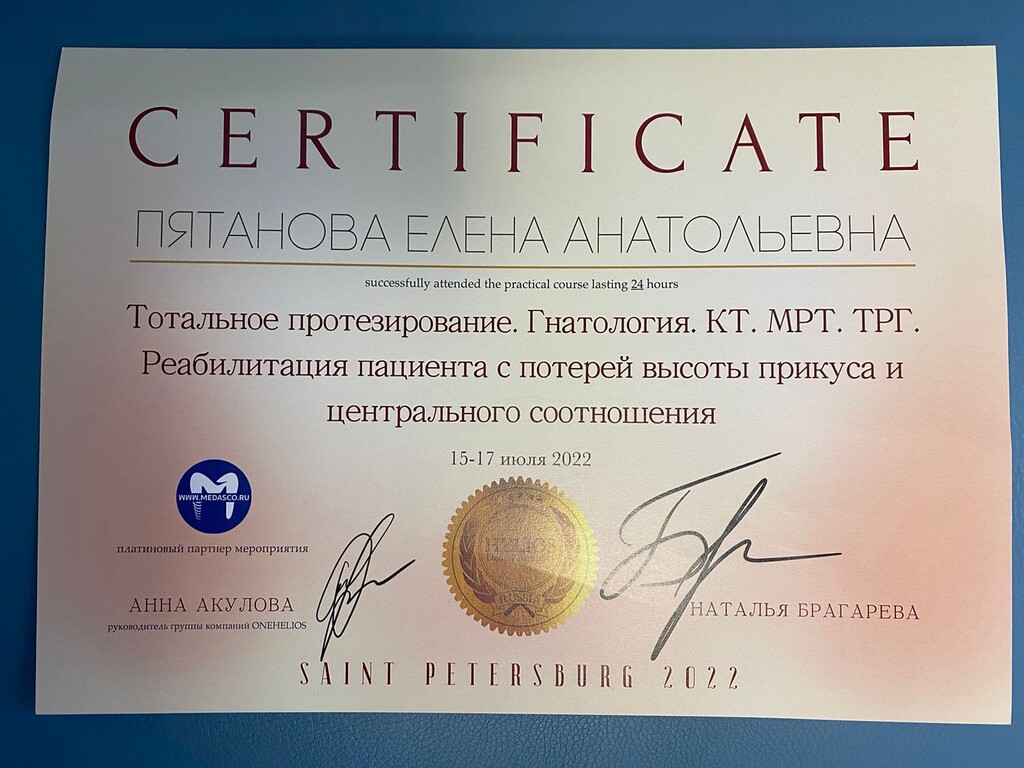 CERTIFICATE
ПЯТАНОВА ЕЛЕНА АНАТОЛЬЕВНА
successfully attended the practical course lasting 24 hours
Тотальное протезирование. Гнатология. КТ. МРТ. ТРГ.
Реабилитация пациента с потерей высоты прикуса и
центрального соотношения
15-17 июля 2022
WWW.MEDASCO.RU
платиновый партнер мероприятия
HELIOS
RUSSIA
АННА АКУЛОВА
руководитель группы компаний ONEHELIOS
НАТАЛЬЯ БРАГАРЕВА
SAINT PETERSBURG 2022